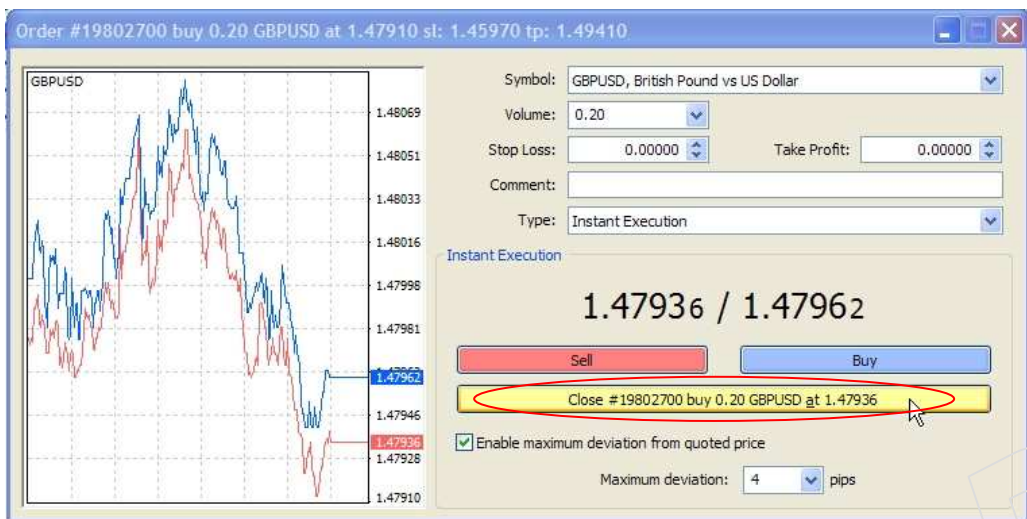 Order #19802700 buy 0.20 GBPUSD at 1.47910 sl: 1.45970 tp: 1.49410
GBPUSD
1.48069
1.48051
1.48033
1.48016
1.47998
1.47981
1.47962
1.47946
1.47936
1.47928
1.47910
Symbol: GBPUSD, British Pound vs US Dollar
Volume: 0.20
Stop Loss: 0.00000 Take Profit: 0.00000
Comment:
Type: Instant Execution
Instant Execution
1.47936 / 1.47962
Sell Buy
Close #19802700 buy 0.20 GBPUSD at 1.47936
Enable maximum deviation from quoted price
Maximum deviation: 4 pips